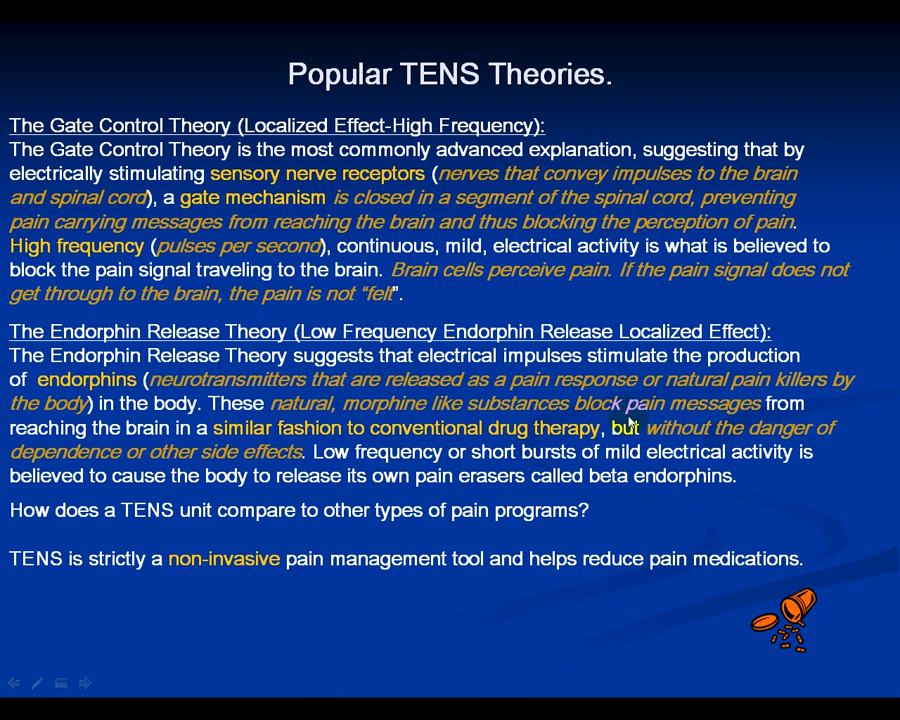 Popular TENS Theories.
The Gate Control Theory (Localized Effect-High Frequency):
The Gate Control Theory is the most commonly advanced explanation, suggesting that by
electrically stimulating sensory nerve receptors (nerves that convey impulses to the brain
and spinal cord), a gate mechanism is closed in a segment of the spinal cord, preventing
pain carrying messages from reaching the brain and thus blocking the perception of pain.
High frequency (pulses per second), continuous, mild, electrical activity is what is believed to
block the pain signal traveling to the brain. Brain cells perceive pain. If the pain signal does not
get through to the brain, the pain is not “felt”.
The Endorphin Release Theory (Low Frequency Endorphin Release Localized Effect):
The Endorphin Release Theory suggests that electrical impulses stimulate the production
of endorphins (neurotransmitters that are released as a pain response or natural pain killers by
the body) in the body. These natural, morphine like substances block pain messages from
reaching the brain in a similar fashion to conventional drug therapy, but without the danger of
dependence or other side effects. Low frequency or short bursts of mild electrical activity is
believed to cause the body to release its own pain erasers called beta endorphins.
How does a TENS unit compare to other types of pain programs?
TENS is strictly a non-invasive pain management tool and helps reduce pain medications.